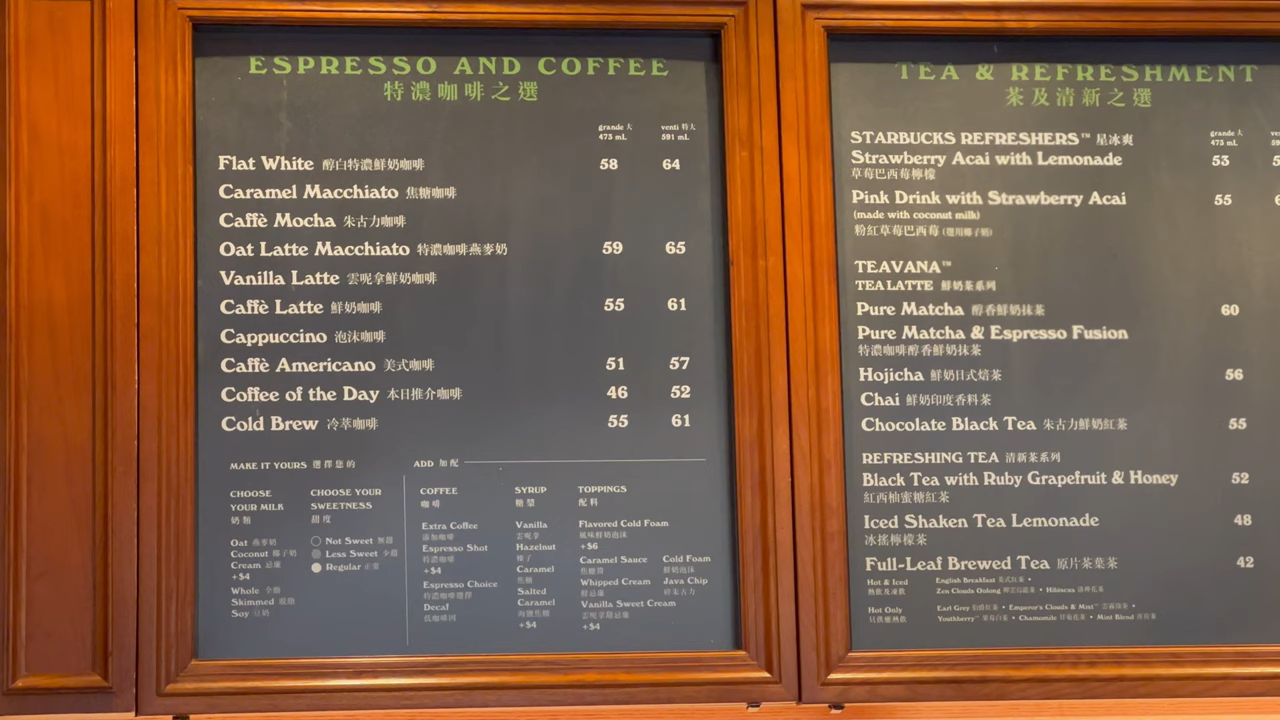 ESPRESSO AND COFFEE
特濃咖啡之選
grande 大 venti 特大
473 mL 591 mL
Flat White 醇白特濃鮮奶咖啡 58 64
Caramel Macchiato 焦糖咖啡
Caffè Mocha 朱古力咖啡
Oat Latte Macchiato 特濃咖啡燕麥奶 59 65
Vanilla Latte 雲呢拿鮮奶咖啡
Caffè Latte 鮮奶咖啡 55 61
Cappuccino 泡沫咖啡
Caffè Americano 美式咖啡 51 57
Coffee of the Day 本日推介咖啡 46 52
Cold Brew 冷萃咖啡 55 61
MAKE IT YOURS 選擇您的
CHOOSE
YOUR MILK
奶類
Oat 燕麥奶
Coconut 椰子奶
Cream 忌廉
+$4
Whole 全脂
Skimmed 脫脂
Soy 豆奶
CHOOSE YOUR
SWEETNESS
甜度
Not Sweet 無甜
Less Sweet 少甜
Regular 正常
ADD 加配
COFFEE
咖啡
Extra Coffee
添加咖啡
Espresso Shot
特濃咖啡
+$4
Espresso Choice
特濃咖啡選擇
Decaf
低咖啡因
SYRUP
糖漿
Vanilla
雲呢拿
Hazelnut
榛子
Caramel
焦糖
Salted
Caramel
海鹽焦糖
+$4
TOPPINGS
配料
Flavored Cold Foam
風味鮮奶泡沫
+$6
Caramel Sauce Cold Foam
焦糖醬 鮮奶泡沫
Whipped Cream Java Chip
鮮忌廉 碎朱古力
Vanilla Sweet Cream
雲呢拿甜忌廉
+$4
TEA & REFRESHMENT
茶及清新之選
grande 大
473 mL
STARBUCKS REFRESHERS™ 星冰爽
Strawberry Acai with Lemonade 53
草莓巴西莓檸檬
Pink Drink with Strawberry Acai 55
(made with coconut milk)
粉紅草莓巴西莓 (選用椰子奶)
TEAVANA™
TEA LATTE 鮮奶茶系列
Pure Matcha 醇香鮮奶抹茶 60
Pure Matcha & Espresso Fusion
特濃咖啡醇香鮮奶抹茶
Hojicha 鮮奶日式焙茶 56
Chai 鮮奶印度香料茶
Chocolate Black Tea 朱古力鮮奶紅茶 55
REFRESHING TEA 清新茶系列
Black Tea with Ruby Grapefruit & Honey 52
紅西柚蜜糖紅茶
Iced Shaken Tea Lemonade 48
冰搖檸檬茶
Full-Leaf Brewed Tea 原片茶葉茶 42
Hot & Iced English Breakfast 英式紅茶 •
熱飲及凍飲 Zen Clouds Oolong • Hibiscus
Hot Only Earl Grey 伯爵紅茶 • Emperor's Clouds & Mist™
只供應熱飲 Youthberry™ • Chamomile • Mint Blend